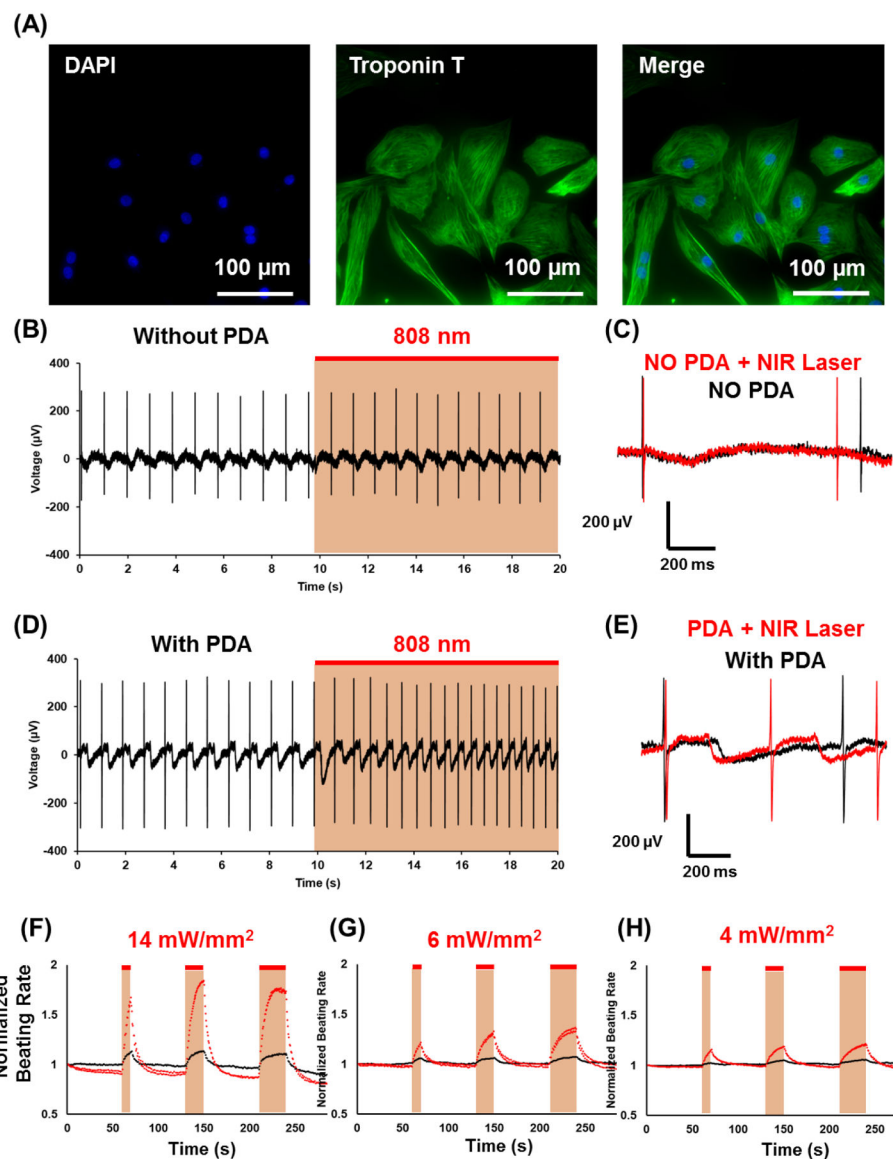 (A)
DAPI
Troponin T
Merge
100 µm
100 µm
100 µm
(B)
Without PDA
808 nm
400
200
0
-200
-400
Voltage (µV)
0 2 4 6 8 10 12 14 16 18 20
Time (s)
(C)
NO PDA + NIR Laser
NO PDA
200 µV
200 ms
(D)
With PDA
808 nm
400
200
0
-200
-400
Voltage (µV)
0 2 4 6 8 10 12 14 16 18 20
Time (s)
(E)
PDA + NIR Laser
With PDA
200 µV
200 ms
(F)
14 mW/mm²
2
1.5
1
0.5
Beating Rate
0 50 100 150 200 250
Time (s)
(G)
6 mW/mm²
2
1.5
1
0.5
Normalized Beating Rate
0 50 100 150 200 250
Time (s)
(H)
4 mW/mm²
2
1.5
1
0.5
Normalized Beating Rate
0 50 100 150 200 250
Time (s)